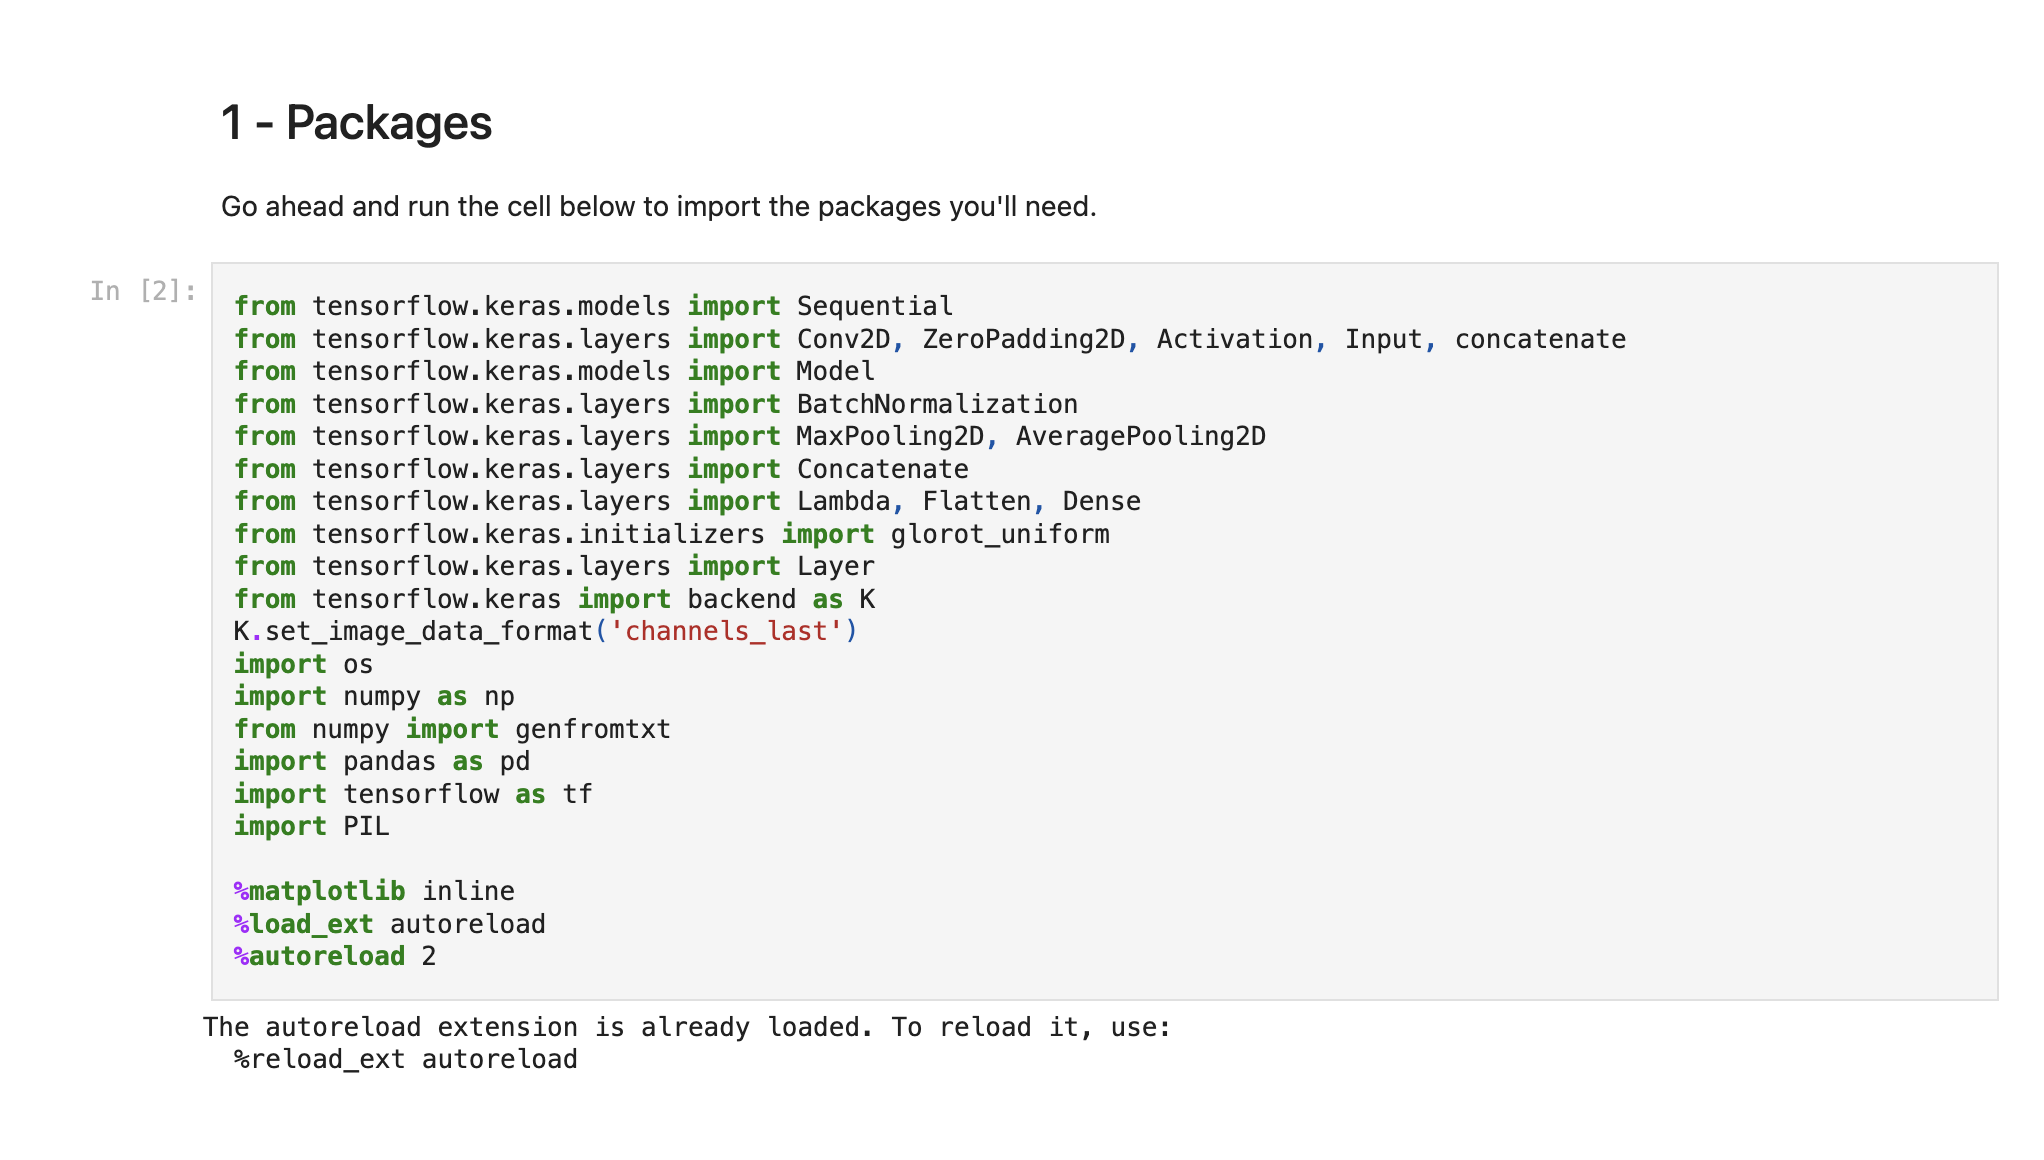 1 - Packages
Go ahead and run the cell below to import the packages you'll need.
In [2]:
from tensorflow.keras.models import Sequential
from tensorflow.keras.layers import Conv2D, ZeroPadding2D, Activation, Input, concatenate
from tensorflow.keras.models import Model
from tensorflow.keras.layers import BatchNormalization
from tensorflow.keras.layers import MaxPooling2D, AveragePooling2D
from tensorflow.keras.layers import Concatenate
from tensorflow.keras.layers import Lambda, Flatten, Dense
from tensorflow.keras.initializers import glorot_uniform
from tensorflow.keras.layers import Layer
from tensorflow.keras import backend as K
K.set_image_data_format('channels_last')
import os
import numpy as np
from numpy import genfromtxt
import pandas as pd
import tensorflow as tf
import PIL
%matplotlib inline
%load_ext autoreload
%autoreload 2
The autoreload extension is already loaded. To reload it, use:
  %reload_ext autoreload